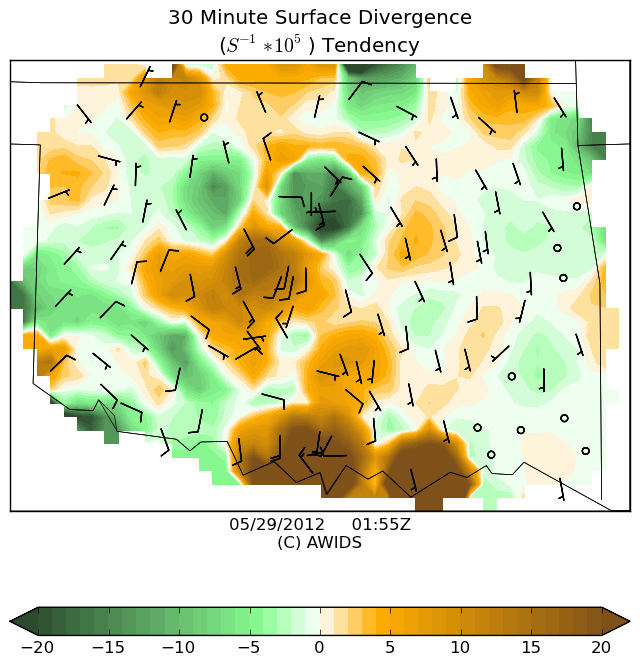 30 Minute Surface Divergence
(S⁻¹ * 10⁵ ) Tendency
05/29/2012 01:55Z
(C) AWIDS
−20 −15 −10 −5 0 5 10 15 20